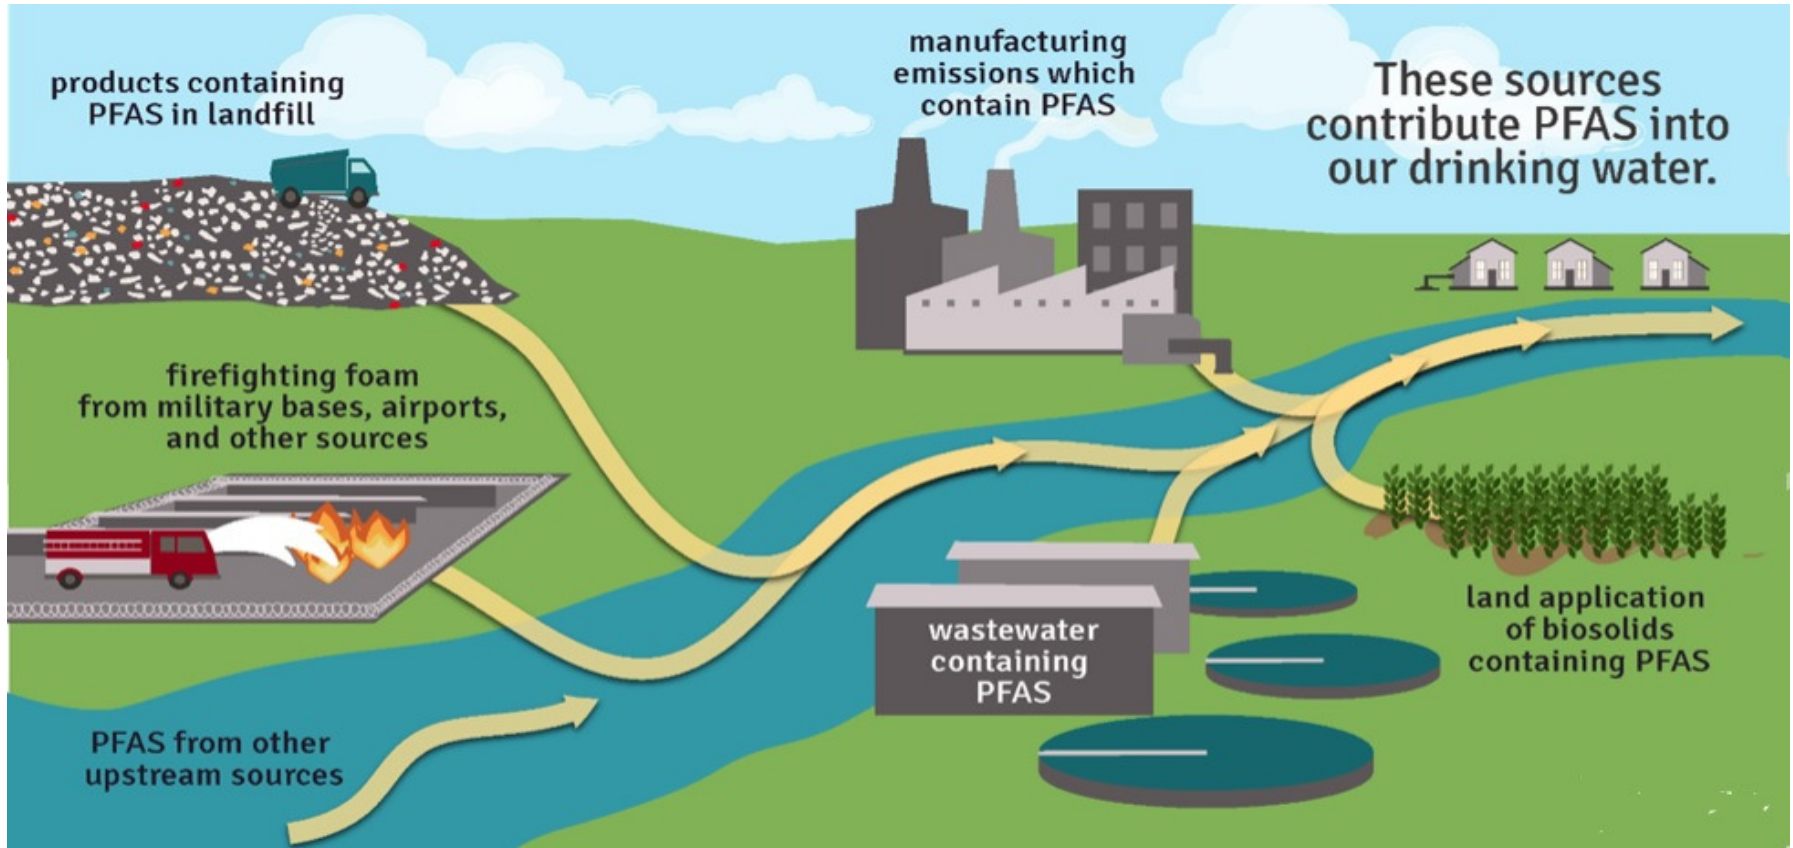 products containing
PFAS in landfill
manufacturing
emissions which
contain PFAS
These sources
contribute PFAS into
our drinking water.
firefighting foam
from military bases, airports,
and other sources
wastewater
containing
PFAS
land application
of biosolids
containing PFAS
PFAS from other
upstream sources